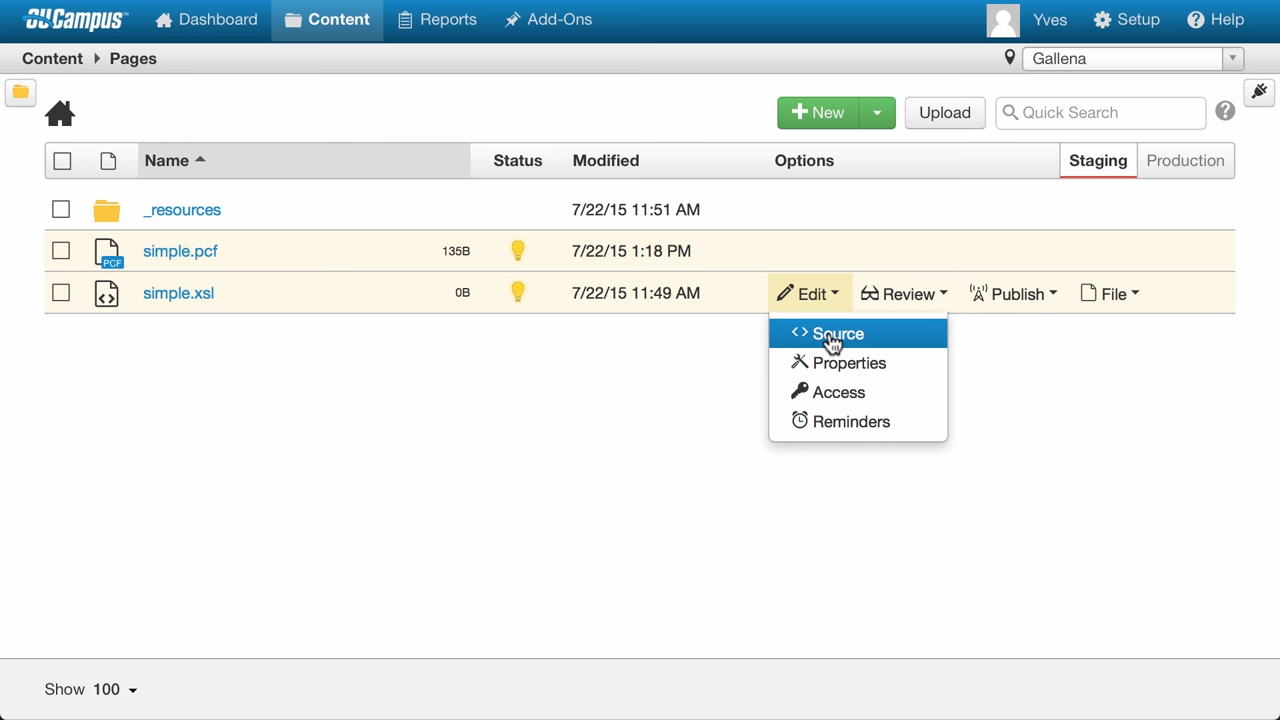 OU Campus™ Dashboard Content Reports Add-Ons Yves Setup Help
Content Pages Gallena
New Upload Quick Search
Name Status Modified Options Staging Production
_resources 7/22/15 11:51 AM
simple.pcf 135B 7/22/15 1:18 PM
PCF
simple.xsl 0B 7/22/15 11:49 AM Edit Review Publish File
Source
Properties
Access
Reminders
Show 100